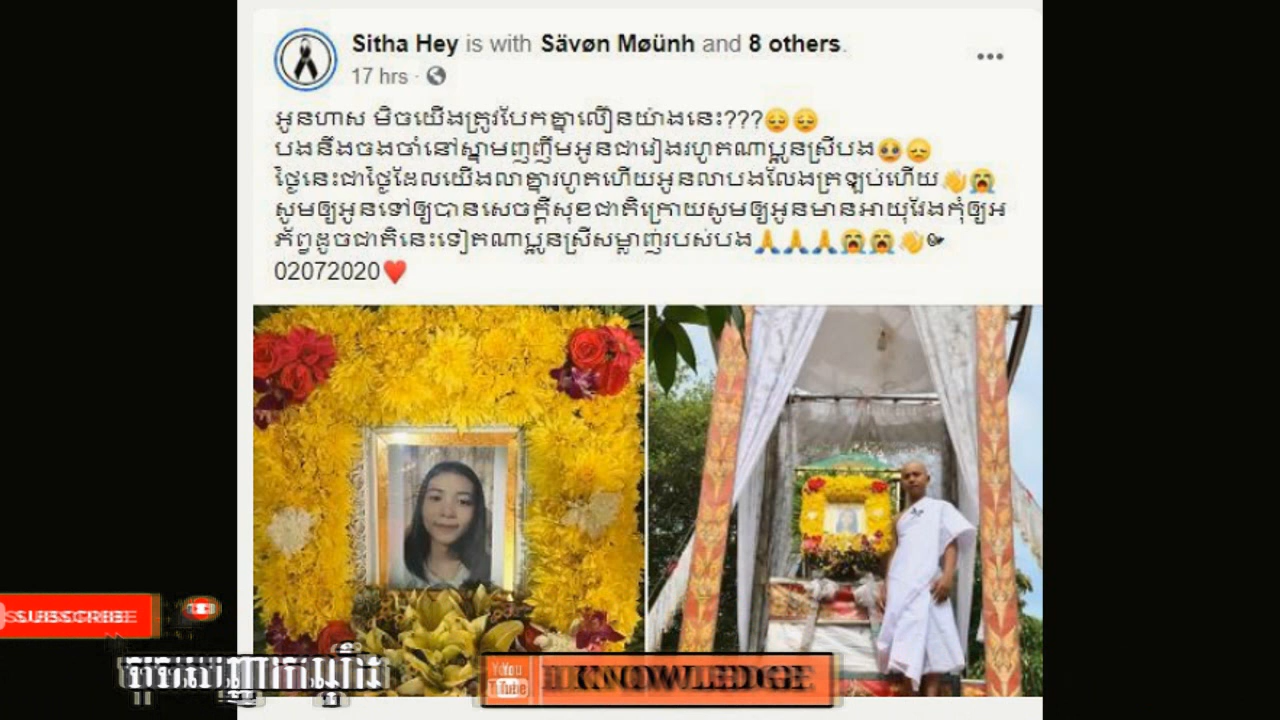 Sitha Hey is with Sävøn Møünh and 8 others.
17 hrs ·
អូនហាស មិចយើងត្រូវបែកគ្នាលឿនយ៉ាងនេះ???😔😔
បងនឹងចងចាំនៅស្នាមញញឹមអូនជារៀងរហូតណាប្អូនស្រីបង🥺😞
ថ្ងៃនេះជាថ្ងៃដែលយើងលាគ្នារហូតហើយអូនលាបងលែងត្រឡប់ហើយ👋😭
សូមឲ្យអូនទៅឲ្យបានសេចក្ដីសុខជាតិក្រោយសូមឲ្យអូនមានអាយុវែងកុំឲ្យអ
ភ័ព្វដូចជាតិនេះទៀតណាប្អូនស្រីសម្លាញ់របស់បង🙏🙏🙏😭😭👋
02072020❤️
SUBSCRIBE
YouTube
KNOWLEDGE